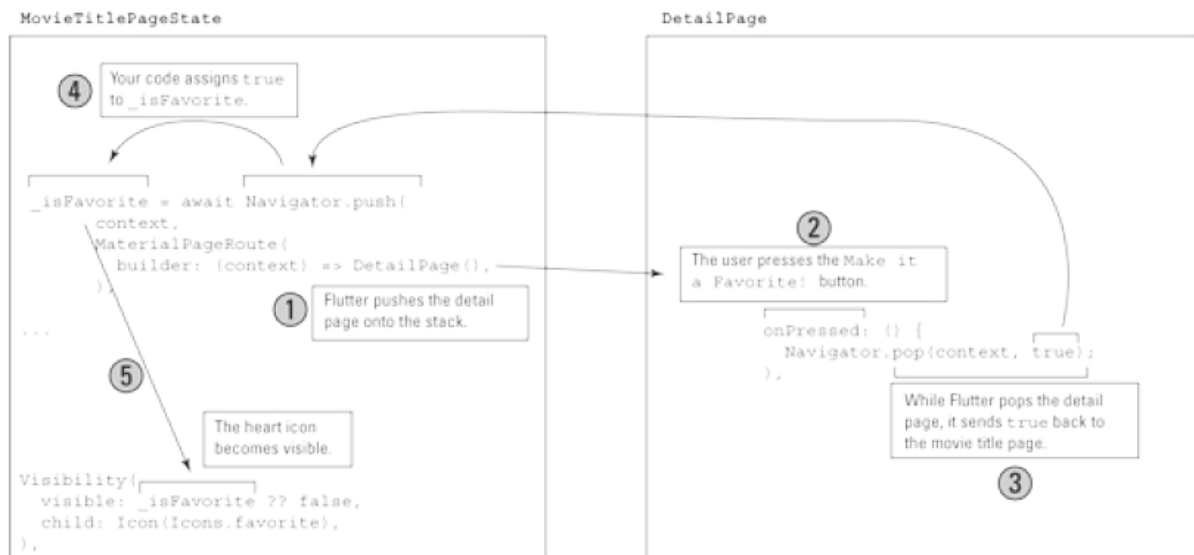 MovieTitlePageState
DetailPage
4
Your code assigns true
to _isFavorite.
_isFavorite = await Navigator.push(
context,
MaterialPageRoute(
builder: (context) => DetailPage(),
),
1
Flutter pushes the detail
page onto the stack.
...
5
The heart icon
becomes visible.
Visibility(
visible: _isFavorite ?? false,
child: Icon(Icons.favorite),
),
2
The user presses the Make it
a Favorite! button.
onPressed: () {
Navigator.pop(context, true);
},
While Flutter pops the detail
page, it sends true back to
the movie title page.
3